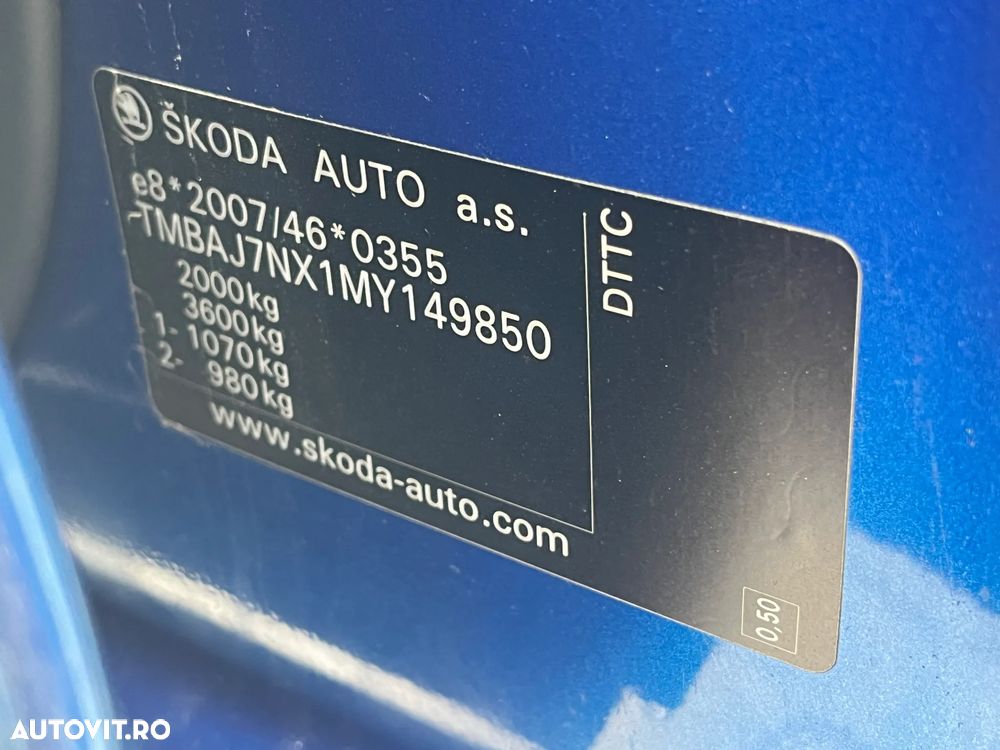 ŠKODA AUTO a.s.
e8*2007/46*0355
TMBAJ7NX1MY149850
2000kg
3600kg
1- 1070kg
2- 980kg
www.skoda-auto.com
DTTC
0,50
AUTOVIT.RO